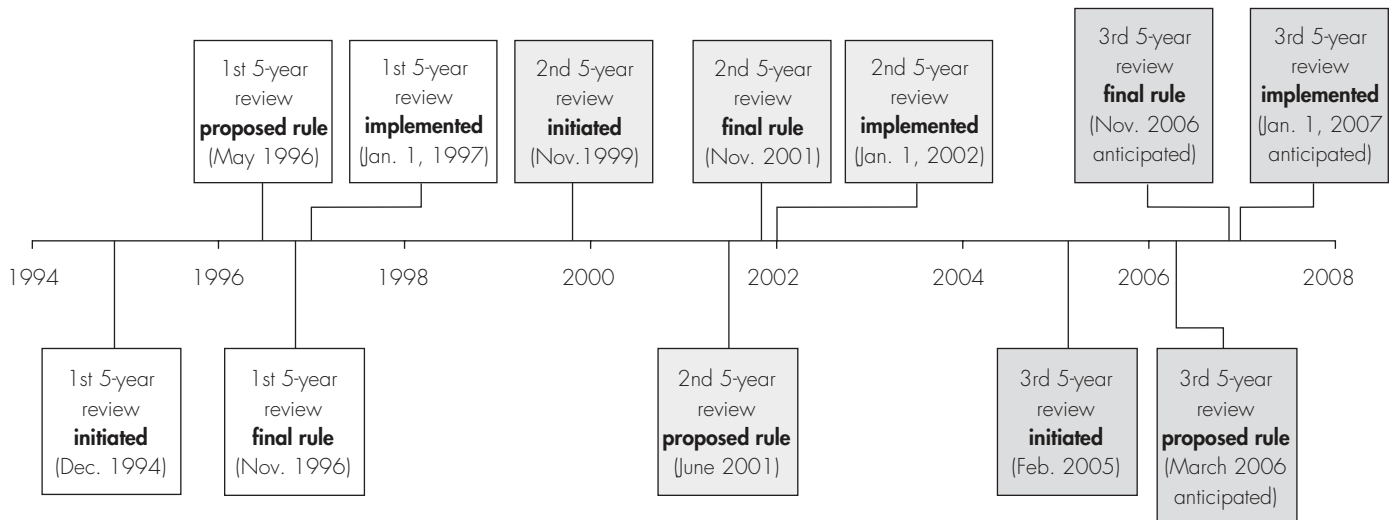 1st 5-year
review
proposed rule
(May 1996)
1st 5-year
review
implemented
(Jan. 1, 1997)
2nd 5-year
review
initiated
(Nov.1999)
2nd 5-year
review
final rule
(Nov. 2001)
2nd 5-year
review
implemented
(Jan. 1, 2002)
3rd 5-year
review
final rule
(Nov. 2006
anticipated)
3rd 5-year
review
implemented
(Jan. 1, 2007
anticipated)
1994 1996 1998 2000 2002 2004 2006 2008
1st 5-year
review
initiated
(Dec. 1994)
1st 5-year
review
final rule
(Nov. 1996)
2nd 5-year
review
proposed rule
(June 2001)
3rd 5-year
review
initiated
(Feb. 2005)
3rd 5-year
review
proposed rule
(March 2006
anticipated)